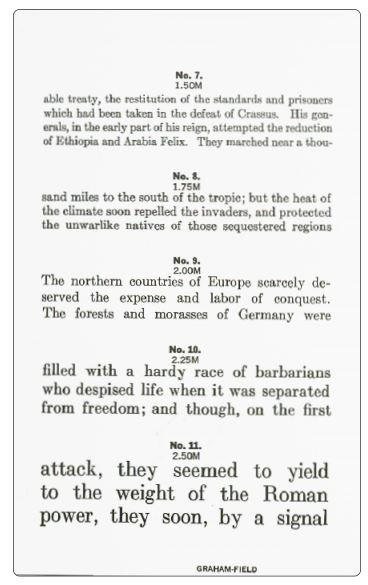 No. 7.
1.50M
able treaty, the restitution of the standards and prisoners
which had been taken in the defeat of Crassus. His gen-
erals, in the early part of his reign, attempted the reduction
of Ethiopia and Arabia Felix. They marched near a thou-
No. 8.
1.75M
sand miles to the south of the tropic; but the heat of
the climate soon repelled the invaders, and protected
the unwarlike natives of those sequestered regions
No. 9.
2.00M
The northern countries of Europe scarcely de-
served the expense and labor of conquest.
The forests and morasses of Germany were
No. 10.
2.25M
filled with a hardy race of barbarians
who despised life when it was separated
from freedom; and though, on the first
No. 11.
2.50M
attack, they seemed to yield
to the weight of the Roman
power, they soon, by a signal
GRAHAM-FIELD